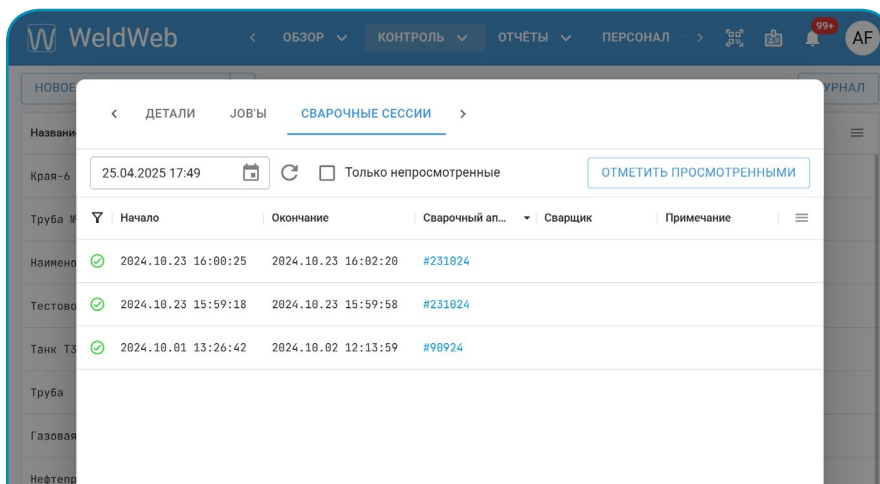 WeldWeb ОБЗОР КОНТРОЛЬ ОТЧЁТЫ ПЕРСОНАЛ 99+ AF
НОВОЕ УРНАЛ
ДЕТАЛИ JOB'Ы СВАРОЧНЫЕ СЕССИИ
Названи
25.04.2025 17:49 Только непросмотренные ОТМЕТИТЬ ПРОСМОТРЕННЫМИ
Края-6
Начало Окончание Сварочный ап... Сварщик Примечание
Труба №
2024.10.23 16:00:25 2024.10.23 16:02:20 #231024
Наимено
2024.10.23 15:59:18 2024.10.23 15:59:58 #231024
Тестово
2024.10.01 13:26:42 2024.10.02 12:13:59 #90924
Танк Т3
Труба
Газовая
Нефтепр